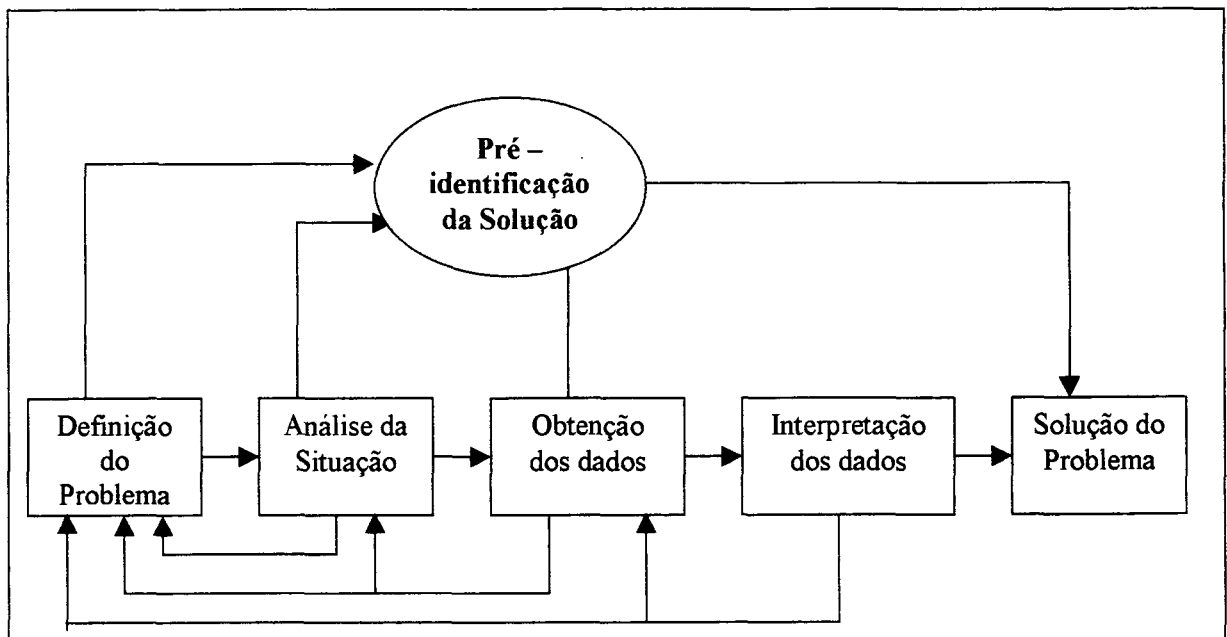 Pré –
identificação
da Solução
Definição
do
Problema
Análise da
Situação
Obtenção
dos dados
Interpretação
dos dados
Solução do
Problema